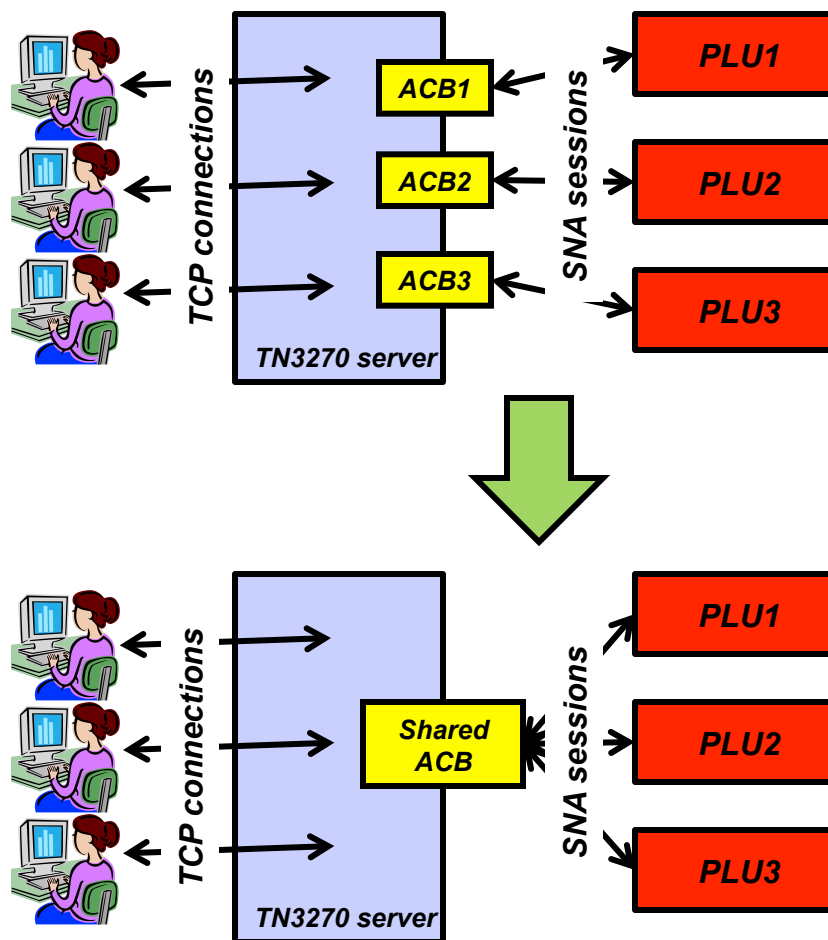 TCP connections
ACB1
ACB2
ACB3
TN3270 server
SNA sessions
PLU1
PLU2
PLU3
TCP connections
Shared
ACB
TN3270 server
SNA sessions
PLU1
PLU2
PLU3